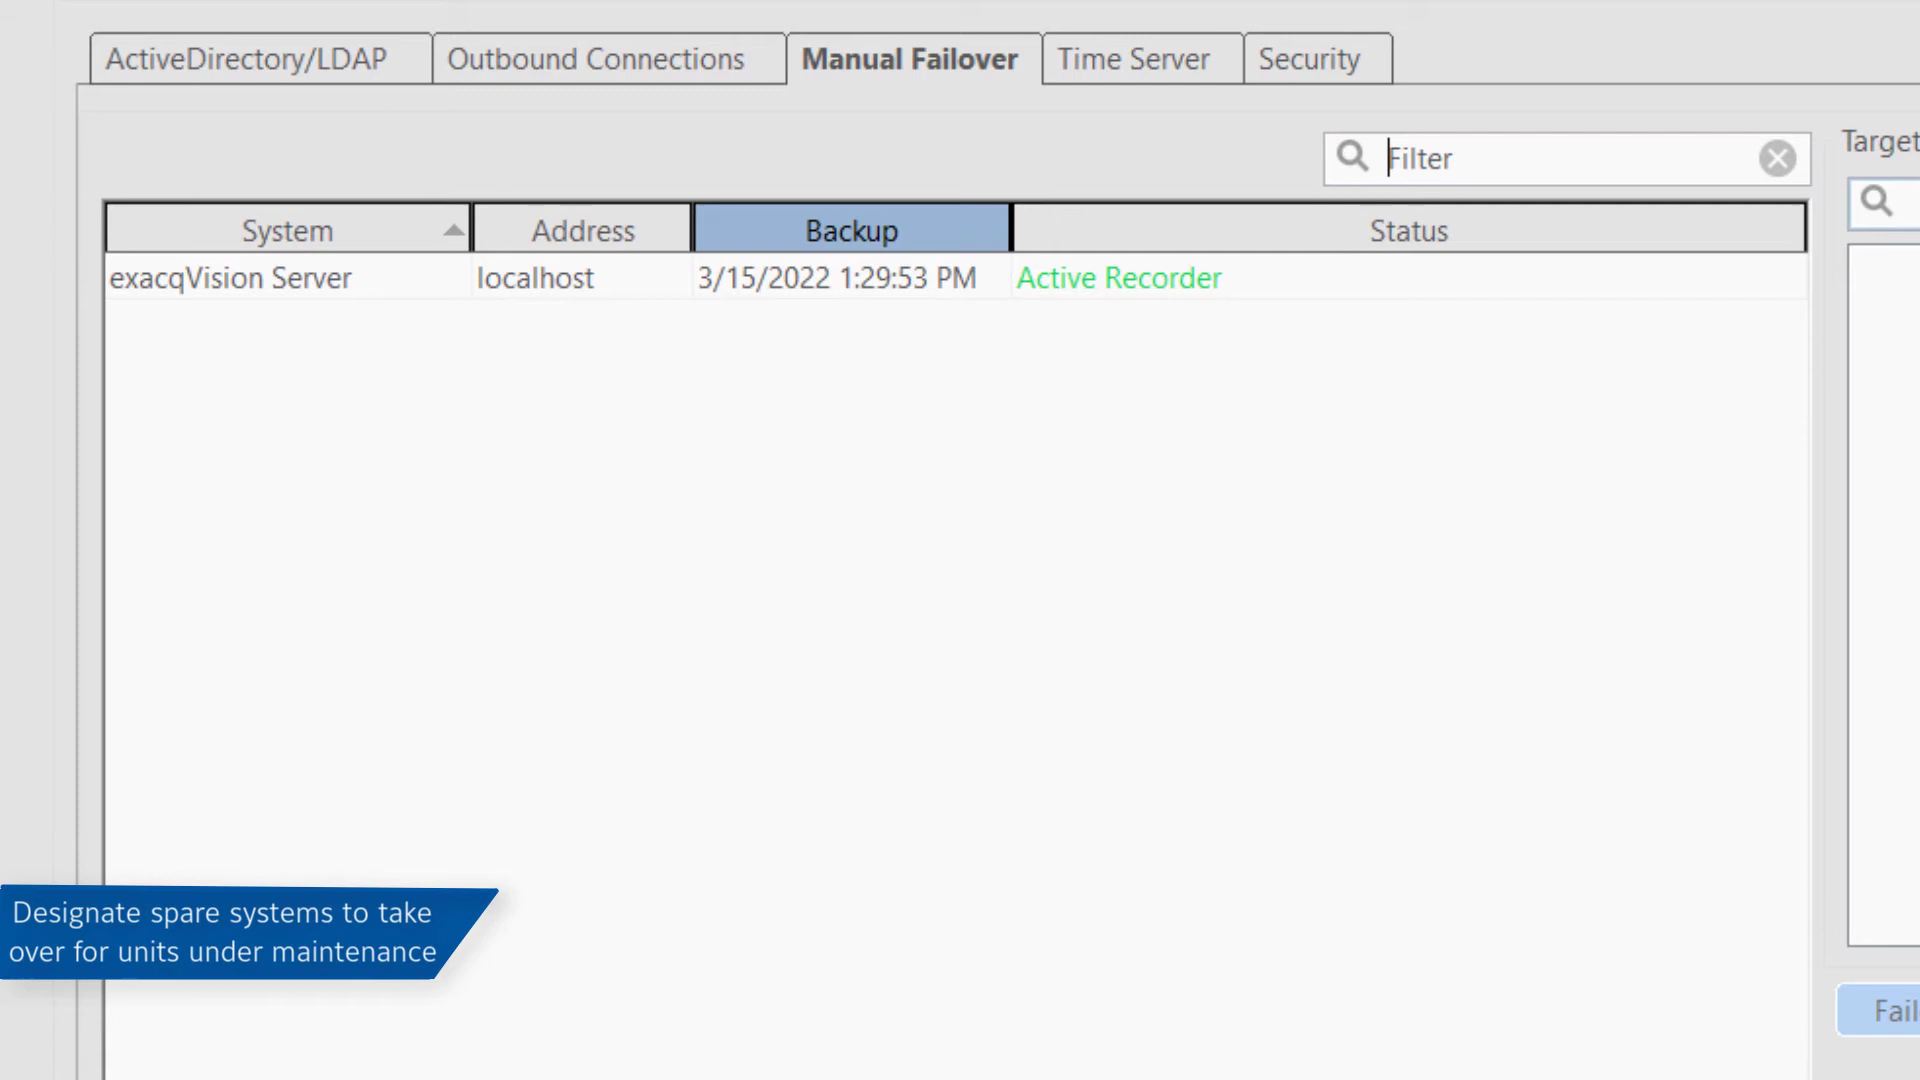 ActiveDirectory/LDAP Outbound Connections Manual Failover Time Server Security
Filter
Target
System Address Backup Status
exacqVision Server localhost 3/15/2022 1:29:53 PM Active Recorder
Designate spare systems to take
over for units under maintenance
Fail